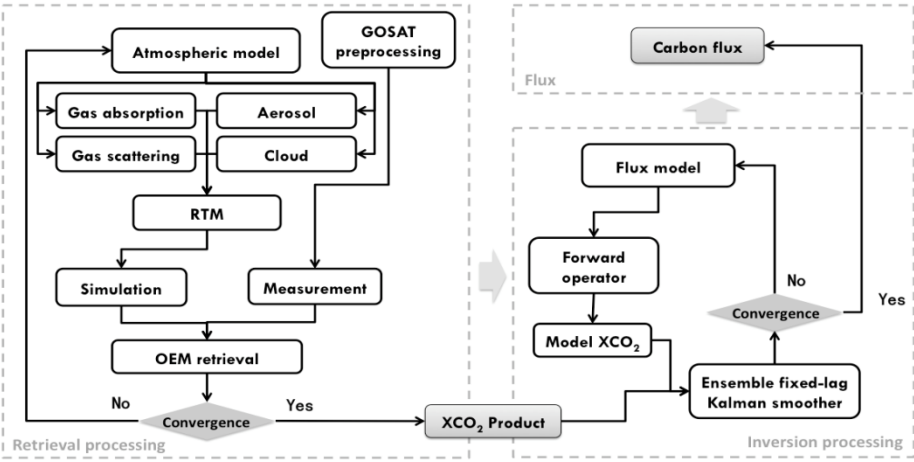 GOSAT
preprocessing
Atmospheric model
Gas absorption
Aerosol
Gas scattering
Cloud
RTM
Simulation
Measurement
OEM retrieval
No
Convergence
Yes
Retrieval processing
XCO₂ Product
Carbon flux
Flux
Flux model
Forward
operator
No
Yes
Convergence
Model XCO₂
Ensemble fixed-lag
Kalman smoother
Inversion processing